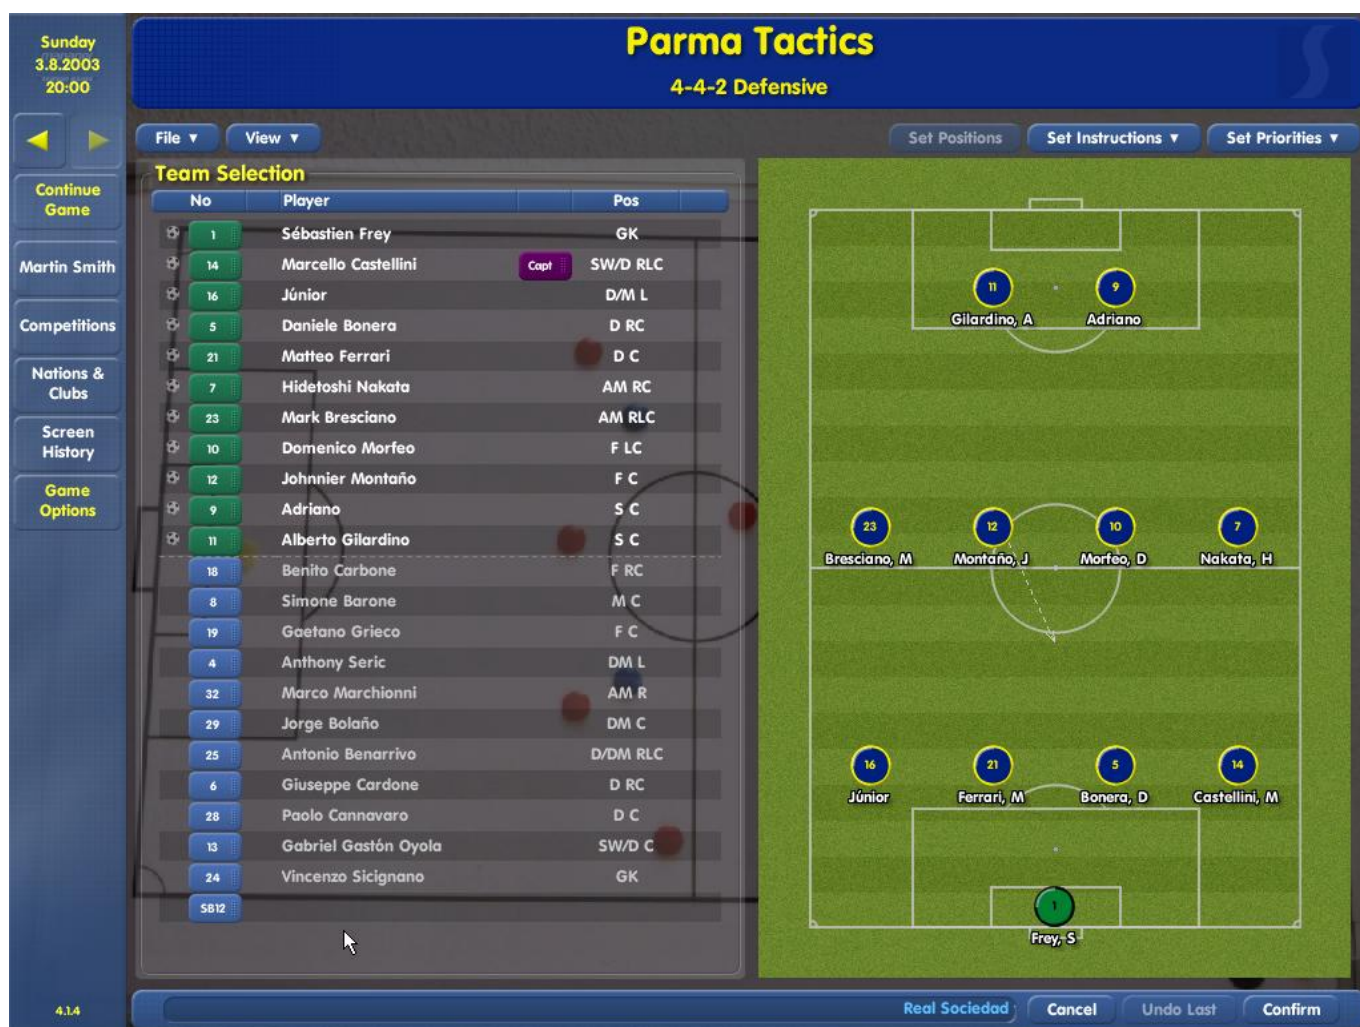 Sunday
3.8.2003
20:00
Parma Tactics
4-4-2 Defensive
File ▼ View ▼ Set Positions Set Instructions ▼ Set Priorities ▼
Continue
Game
Martin Smith
Competitions
Nations &
Clubs
Screen
History
Game
Options
4.1.4
Team Selection
No Player Pos
1 Sébastien Frey GK
14 Marcello Castellini Capt SW/D RLC
16 Júnior D/M L
5 Daniele Bonera D RC
21 Matteo Ferrari D C
7 Hidetoshi Nakata AM RC
23 Mark Bresciano AM RLC
10 Domenico Morfeo F LC
12 Johnnier Montaño F C
9 Adriano S C
11 Alberto Gilardino S C
18 Benito Carbone F RC
8 Simone Barone M C
19 Gaetano Grieco F C
4 Anthony Seric DM L
32 Marco Marchionni AM R
29 Jorge Bolaño DM C
25 Antonio Benarrivo D/DM RLC
6 Giuseppe Cardone D RC
28 Paolo Cannavaro D C
13 Gabriel Gastón Oyola SW/D C
24 Vincenzo Sicignano GK
SB12
11 9
Gilardino, A Adriano
23 12 10 7
Bresciano, M Montaño, J Morfeo, D Nakata, H
16 21 5 14
Júnior Ferrari, M Bonera, D Castellini, M
1
Frey, S
Real Sociedad Cancel Undo Last Confirm